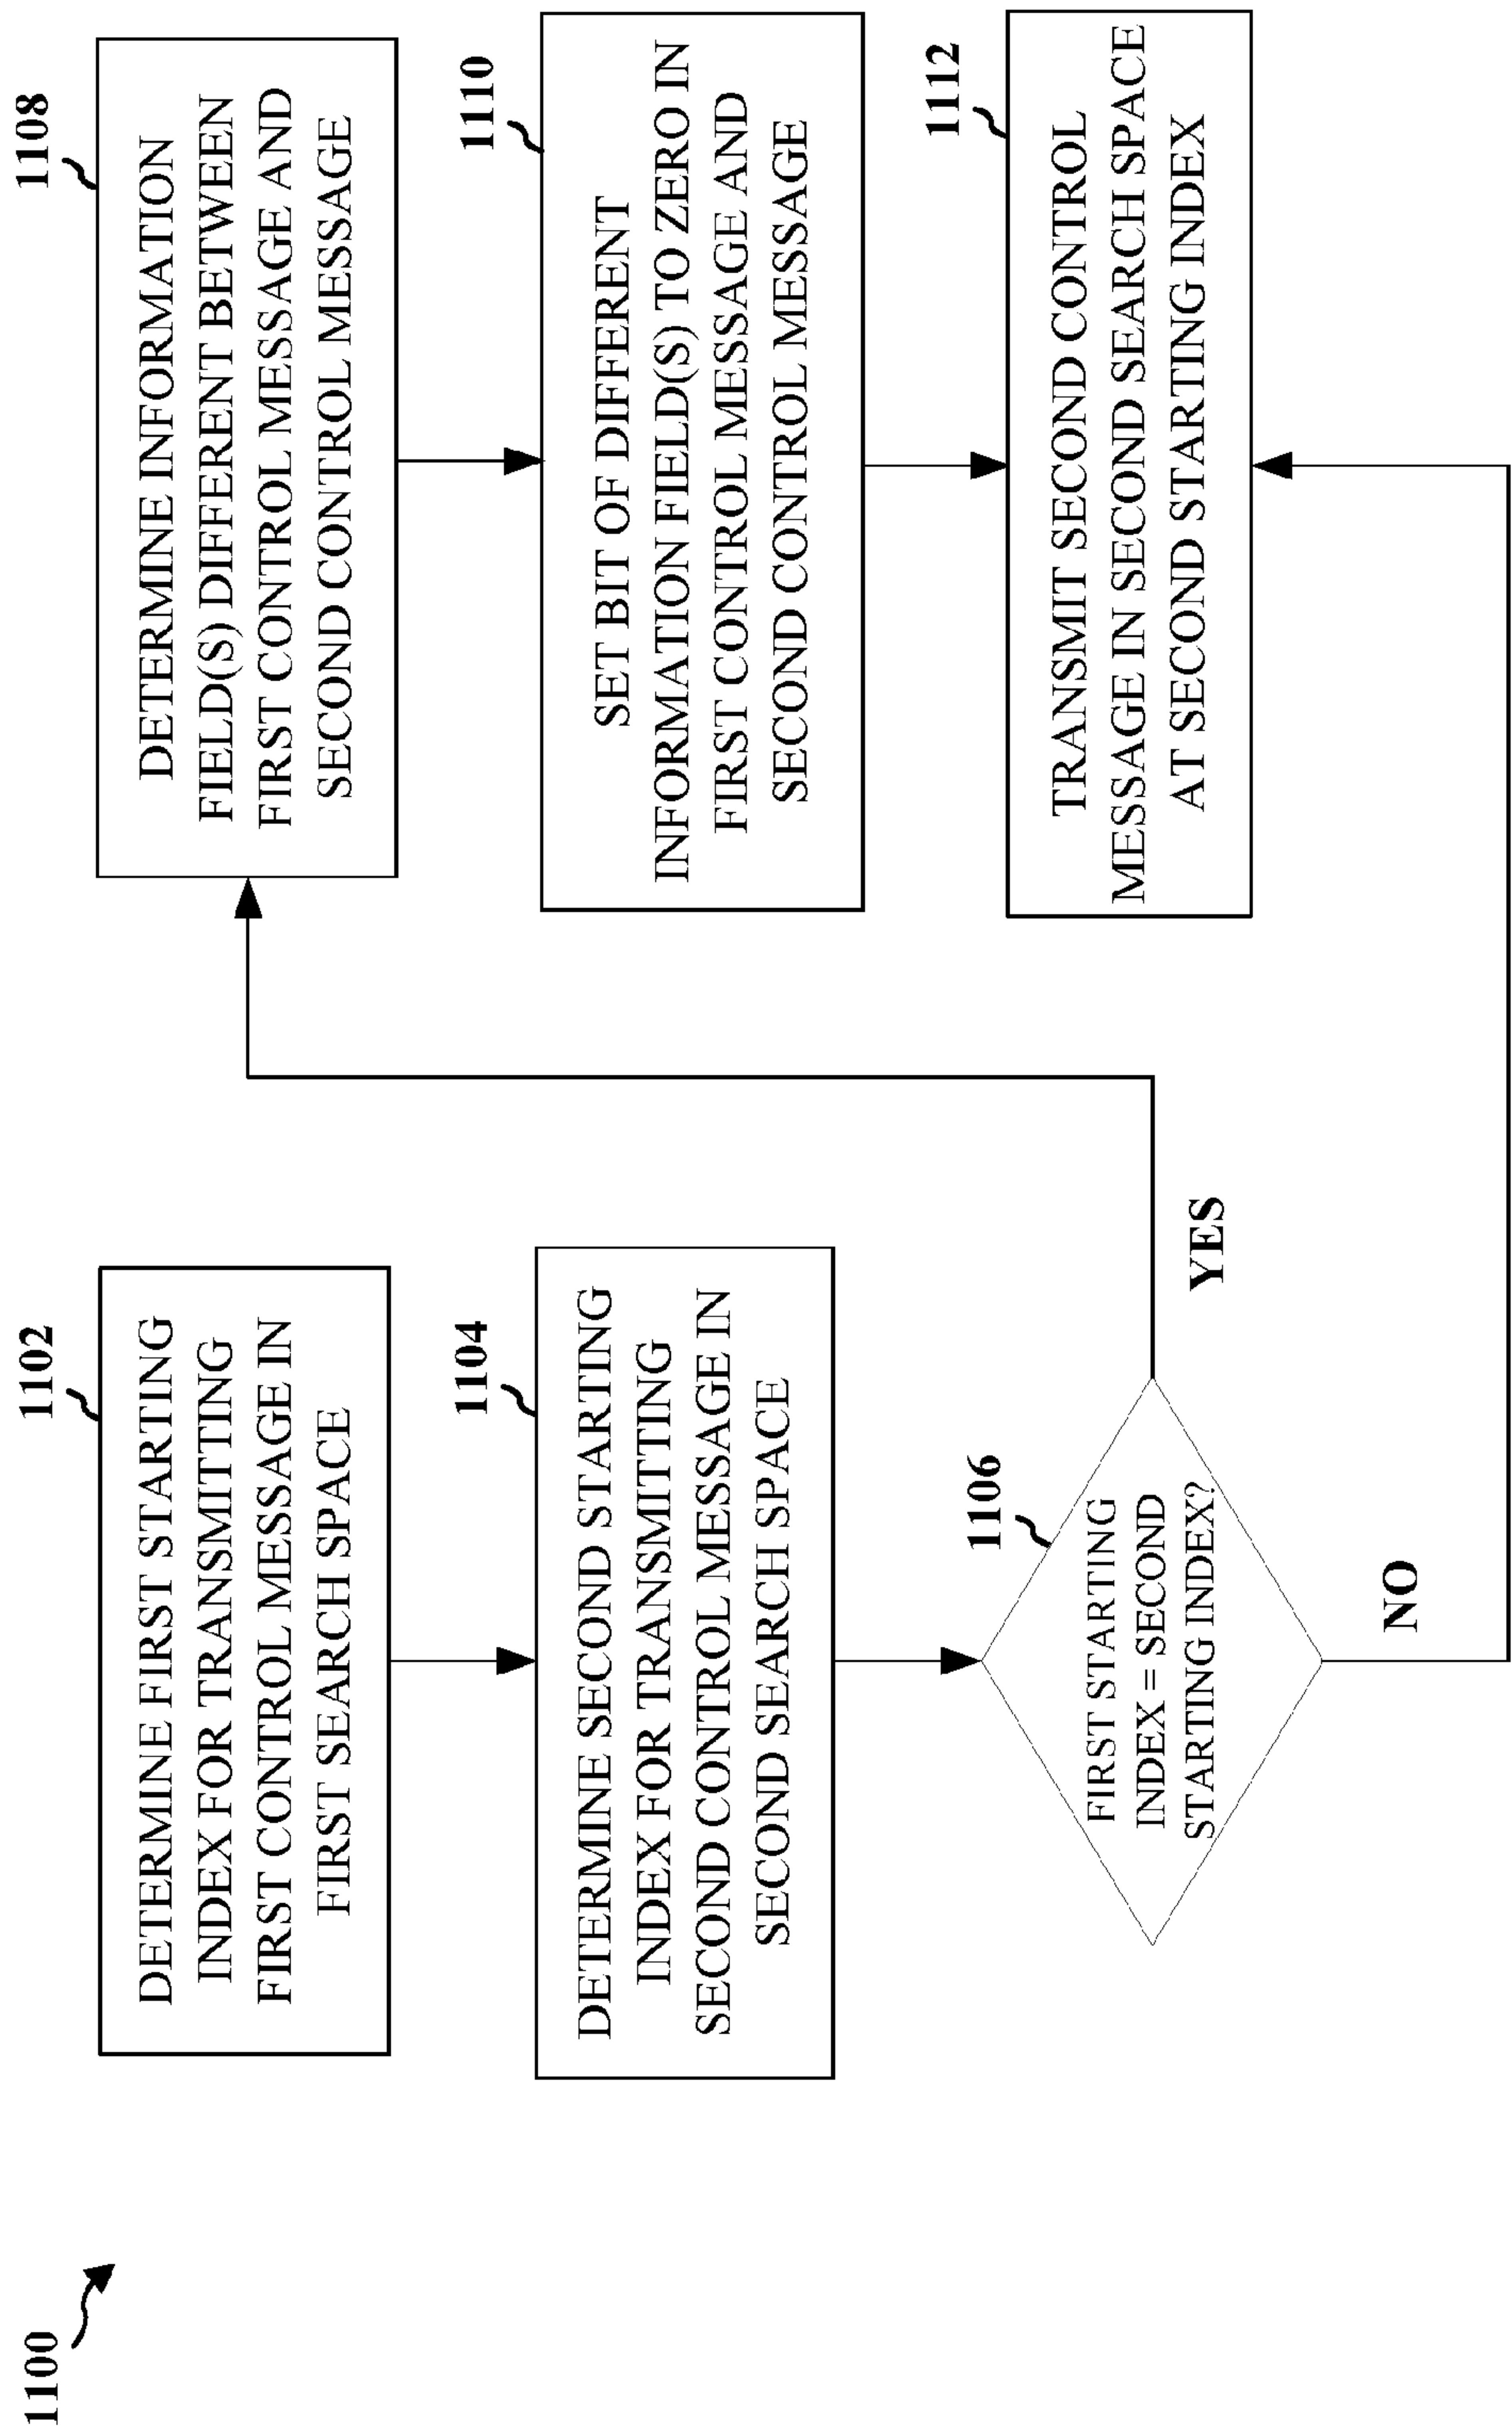 1100
1102
DETERMINE FIRST STARTING
INDEX FOR TRANSMITTING
FIRST CONTROL MESSAGE IN
FIRST SEARCH SPACE
1104
DETERMINE SECOND STARTING
INDEX FOR TRANSMITTING
SECOND CONTROL MESSAGE IN
SECOND SEARCH SPACE
1106
FIRST STARTING
INDEX = SECOND
STARTING INDEX?
YES
NO
1108
DETERMINE INFORMATION
FIELD(S) DIFFERENT BETWEEN
FIRST CONTROL MESSAGE AND
SECOND CONTROL MESSAGE
1110
SET BIT OF DIFFERENT
INFORMATION FIELD(S) TO ZERO IN
FIRST CONTROL MESSAGE AND
SECOND CONTROL MESSAGE
1112
TRANSMIT SECOND CONTROL
MESSAGE IN SECOND SEARCH SPACE
AT SECOND STARTING INDEX